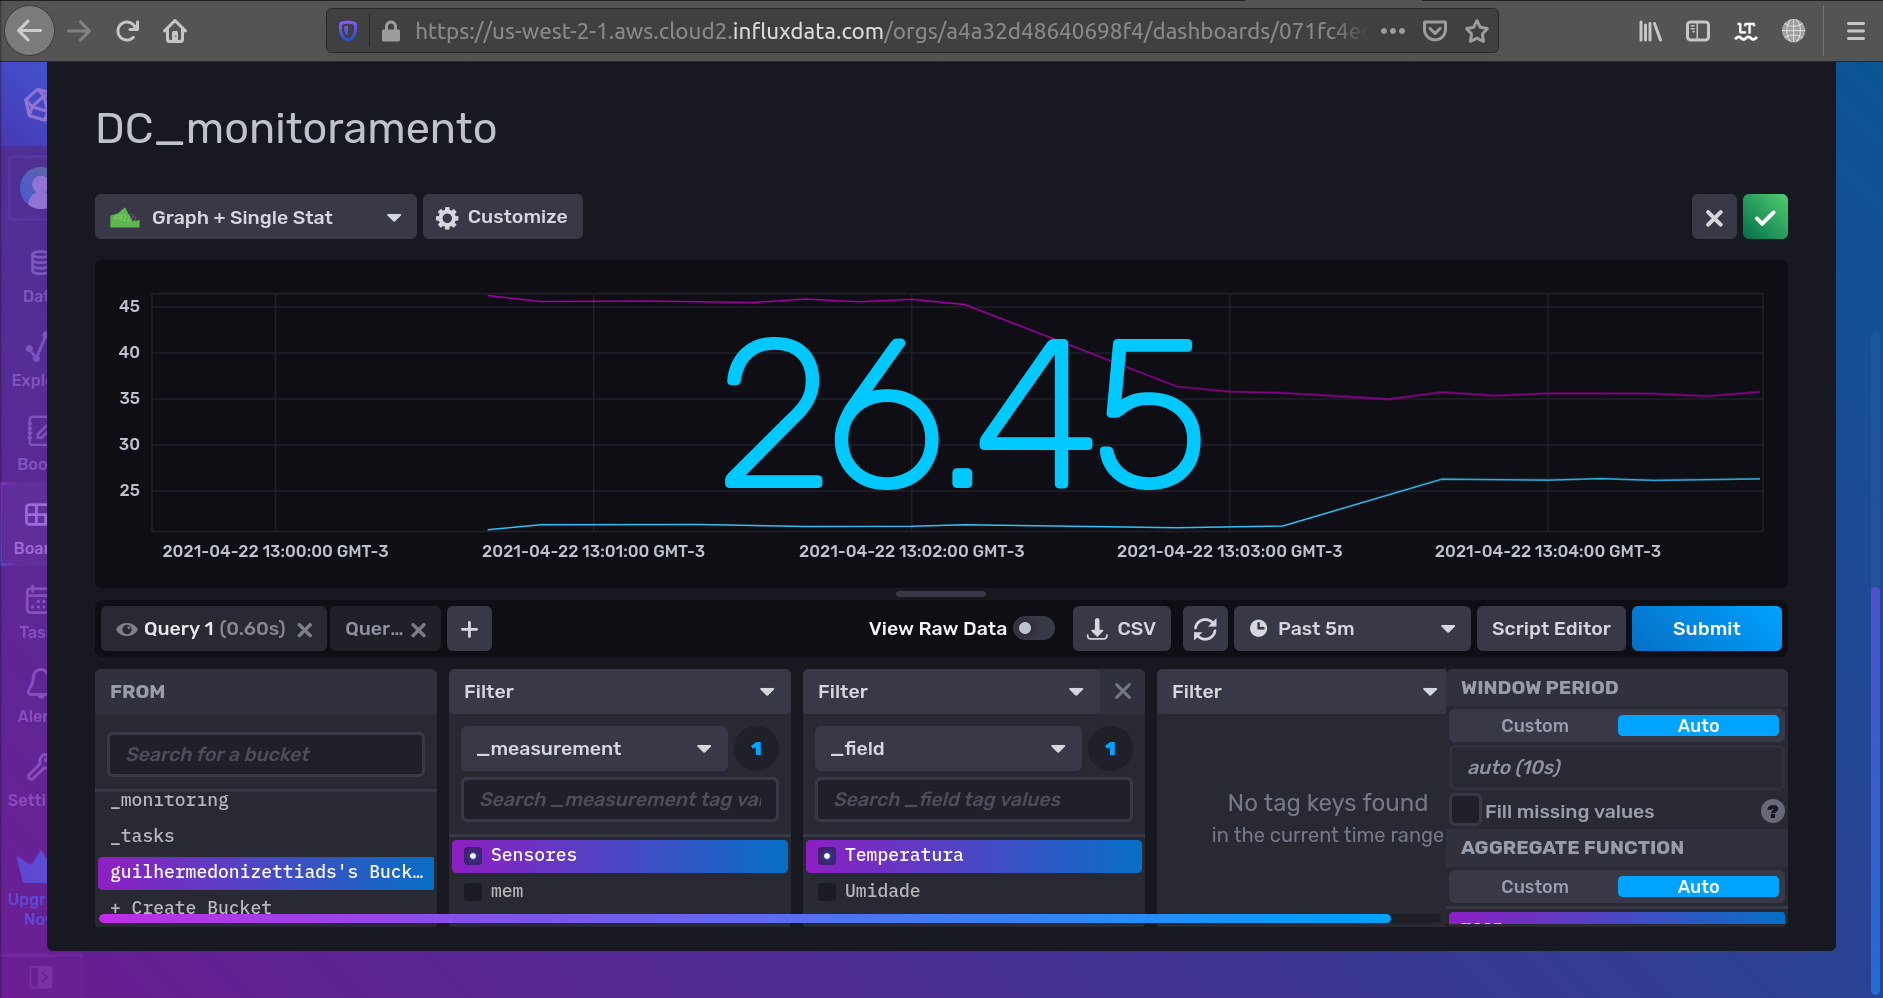 https://us-west-2-1.aws.cloud2.influxdata.com/orgs/a4a32d48640698f4/dashboards/071fc4e
DC_monitoramento
Graph + Single Stat
Customize
45
40
35
30
25
26.45
2021-04-22 13:00:00 GMT-3
2021-04-22 13:01:00 GMT-3
2021-04-22 13:02:00 GMT-3
2021-04-22 13:03:00 GMT-3
2021-04-22 13:04:00 GMT-3
Dat
Expl
Boo
Boar
Tas
Aler
Setti
Upgr
No
Query 1 (0.60s)
Quer...
+
View Raw Data
CSV
Past 5m
Script Editor
Submit
FROM
Search for a bucket
_monitoring
_tasks
guilhermedonizettiads's Buck...
+ Create Bucket
Filter
_measurement
1
Search _measurement tag va
Sensores
mem
Filter
_field
1
Search _field tag values
Temperatura
Umidade
Filter
No tag keys found
in the current time range
WINDOW PERIOD
Custom
Auto
auto (10s)
Fill missing values
?
AGGREGATE FUNCTION
Custom
Auto